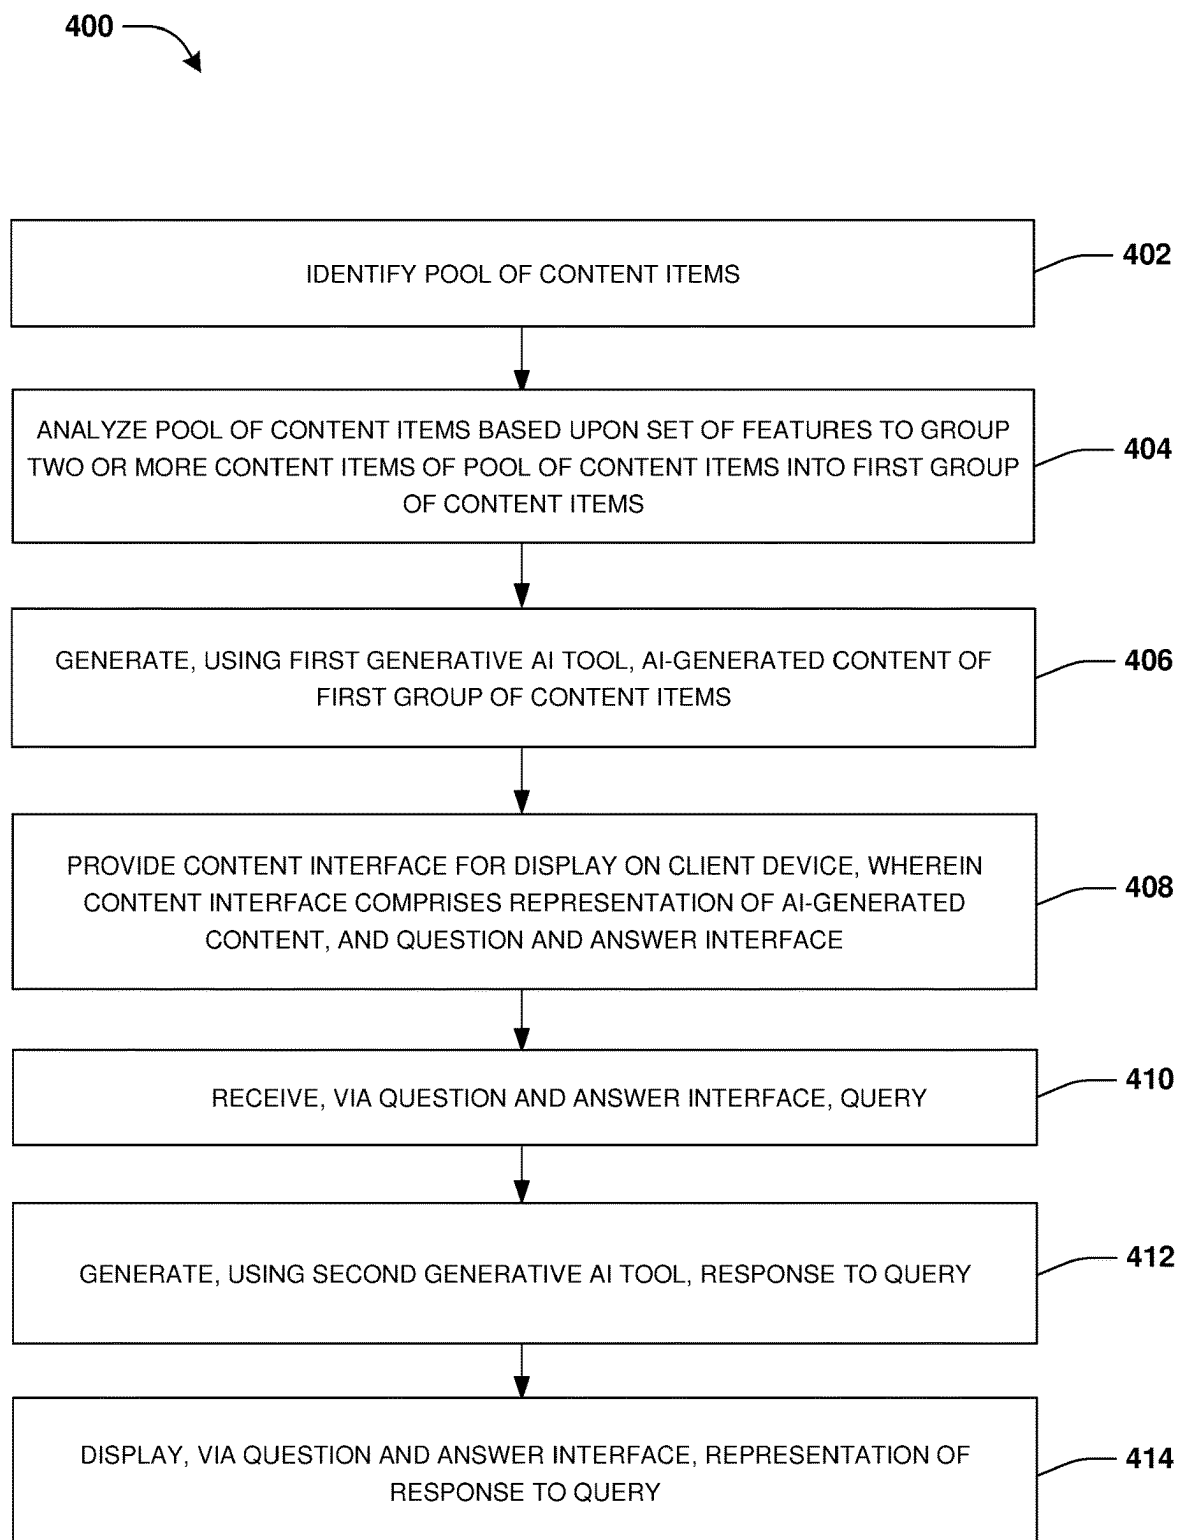 400
IDENTIFY POOL OF CONTENT ITEMS
402
ANALYZE POOL OF CONTENT ITEMS BASED UPON SET OF FEATURES TO GROUP
TWO OR MORE CONTENT ITEMS OF POOL OF CONTENT ITEMS INTO FIRST GROUP
OF CONTENT ITEMS
404
GENERATE, USING FIRST GENERATIVE AI TOOL, AI-GENERATED CONTENT OF
FIRST GROUP OF CONTENT ITEMS
406
PROVIDE CONTENT INTERFACE FOR DISPLAY ON CLIENT DEVICE, WHEREIN
CONTENT INTERFACE COMPRISES REPRESENTATION OF AI-GENERATED
CONTENT, AND QUESTION AND ANSWER INTERFACE
408
RECEIVE, VIA QUESTION AND ANSWER INTERFACE, QUERY
410
GENERATE, USING SECOND GENERATIVE AI TOOL, RESPONSE TO QUERY
412
DISPLAY, VIA QUESTION AND ANSWER INTERFACE, REPRESENTATION OF
RESPONSE TO QUERY
414